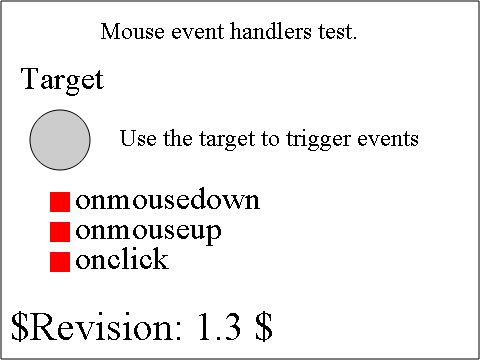 Mouse event handlers test.
Target
Use the target to trigger events
onmousedown
onmouseup
onclick
$Revision: 1.3 $